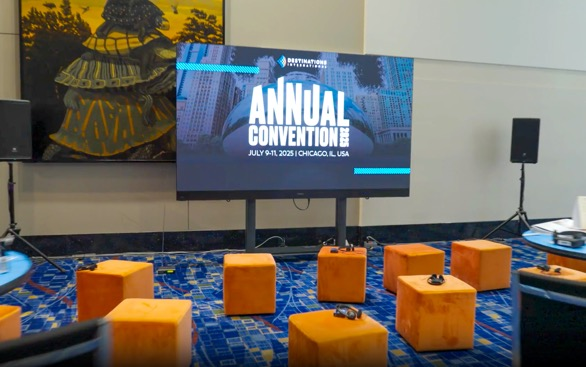 DESTINATIONS
INTERNATIONAL
ANNUAL
CONVENTION 2025
JULY 9-11, 2025 | CHICAGO, IL, USA